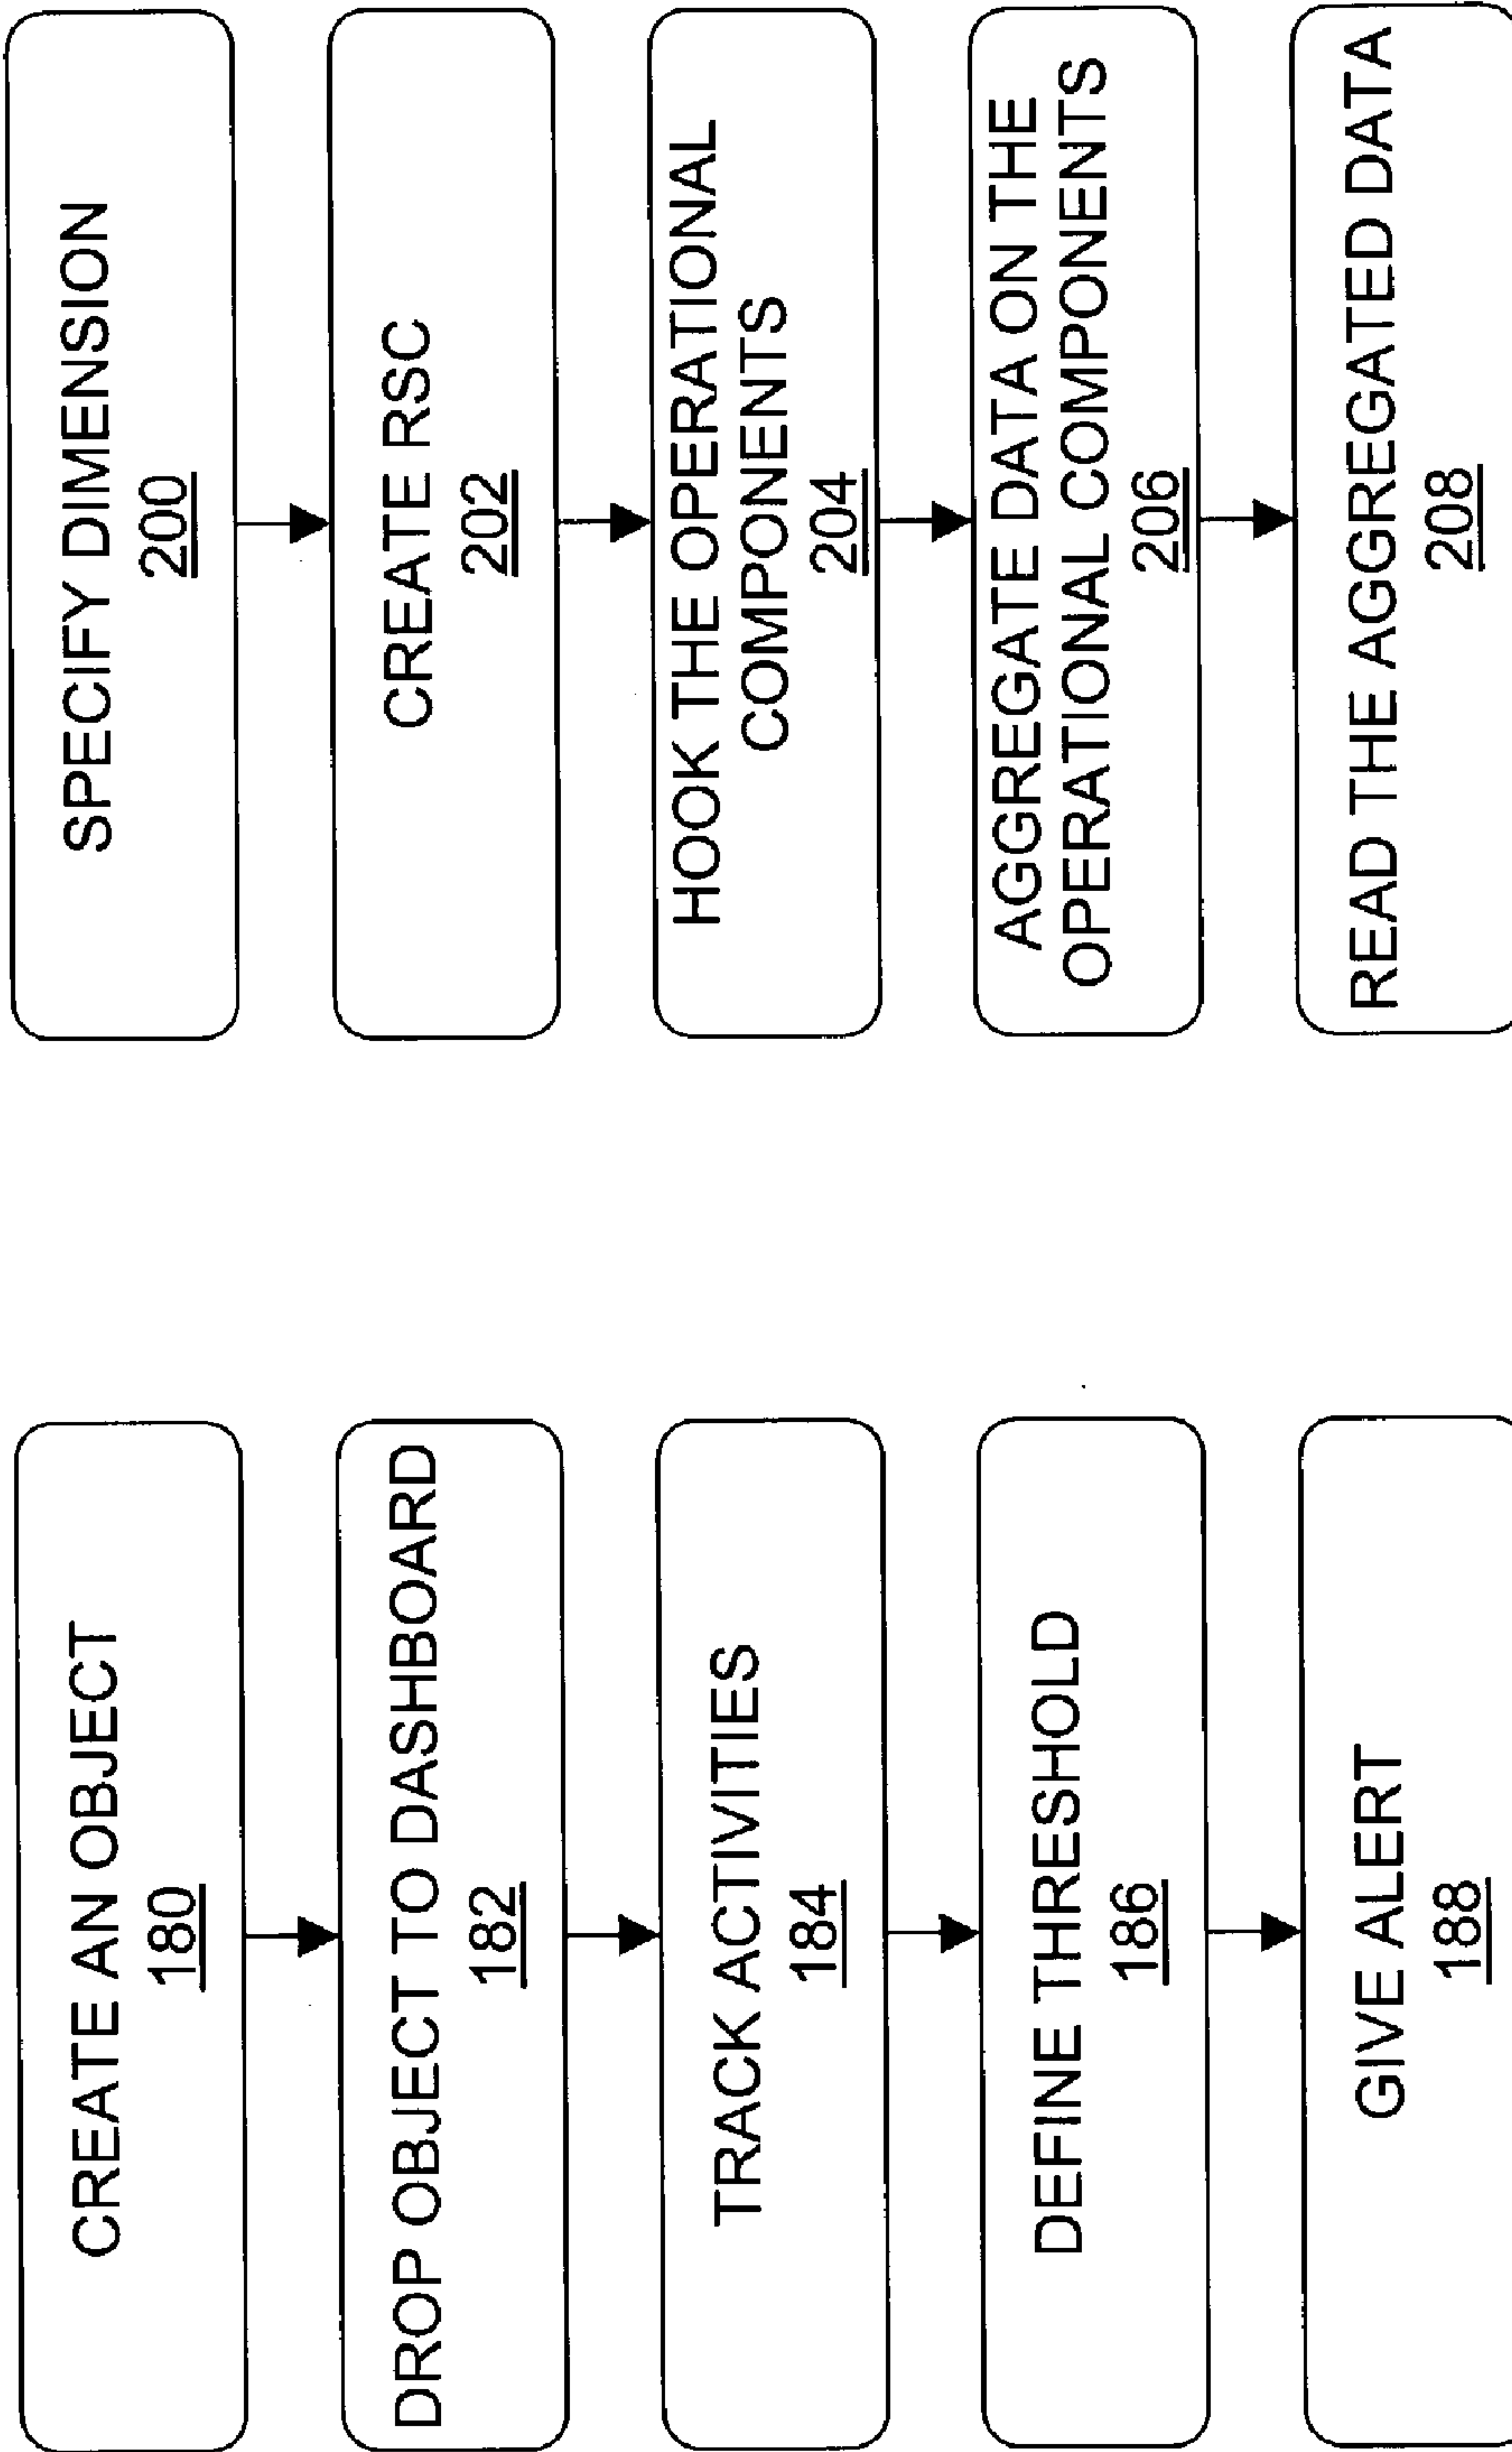 CREATE AN OBJECT
180
DROP OBJECT TO DASHBOARD
182
TRACK ACTIVITIES
184
DEFINE THRESHOLD
186
GIVE ALERT
188
SPECIFY DIMENSION
200
CREATE RSC
202
HOOK THE OPERATIONAL
COMPONENTS
204
AGGREGATE DATA ON THE
OPERATIONAL COMPONENTS
206
READ THE AGGREGATED DATA
208